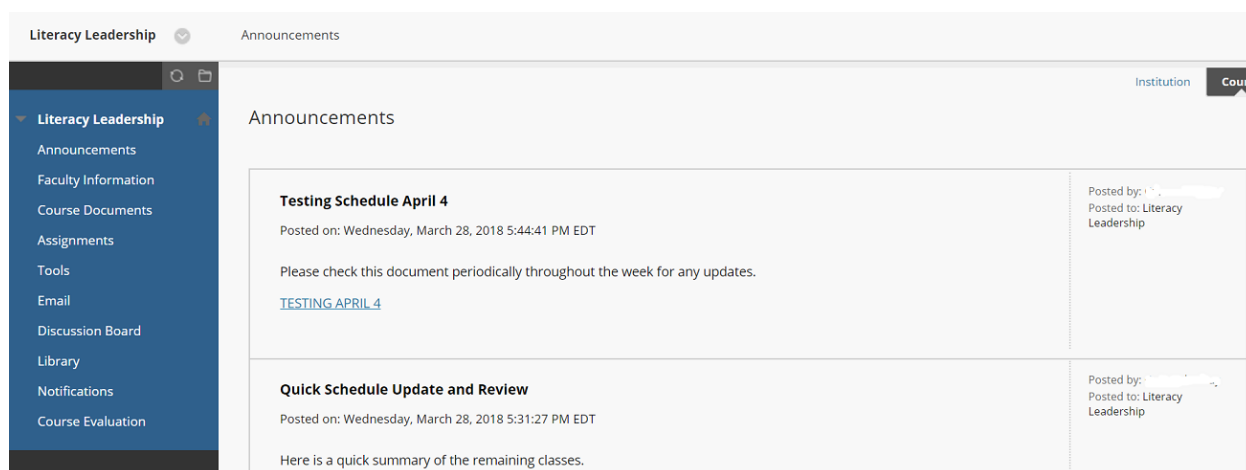 Literacy Leadership
Announcements
Institution
Literacy Leadership
Announcements
Faculty Information
Course Documents
Assignments
Tools
Email
Discussion Board
Library
Notifications
Course Evaluation
Announcements
Testing Schedule April 4
Posted on: Wednesday, March 28, 2018 5:44:41 PM EDT
Please check this document periodically throughout the week for any updates.
TESTING APRIL 4
Posted by:
Posted to: Literacy
Leadership
Quick Schedule Update and Review
Posted on: Wednesday, March 28, 2018 5:31:27 PM EDT
Here is a quick summary of the remaining classes.
Posted by:
Posted to: Literacy
Leadership